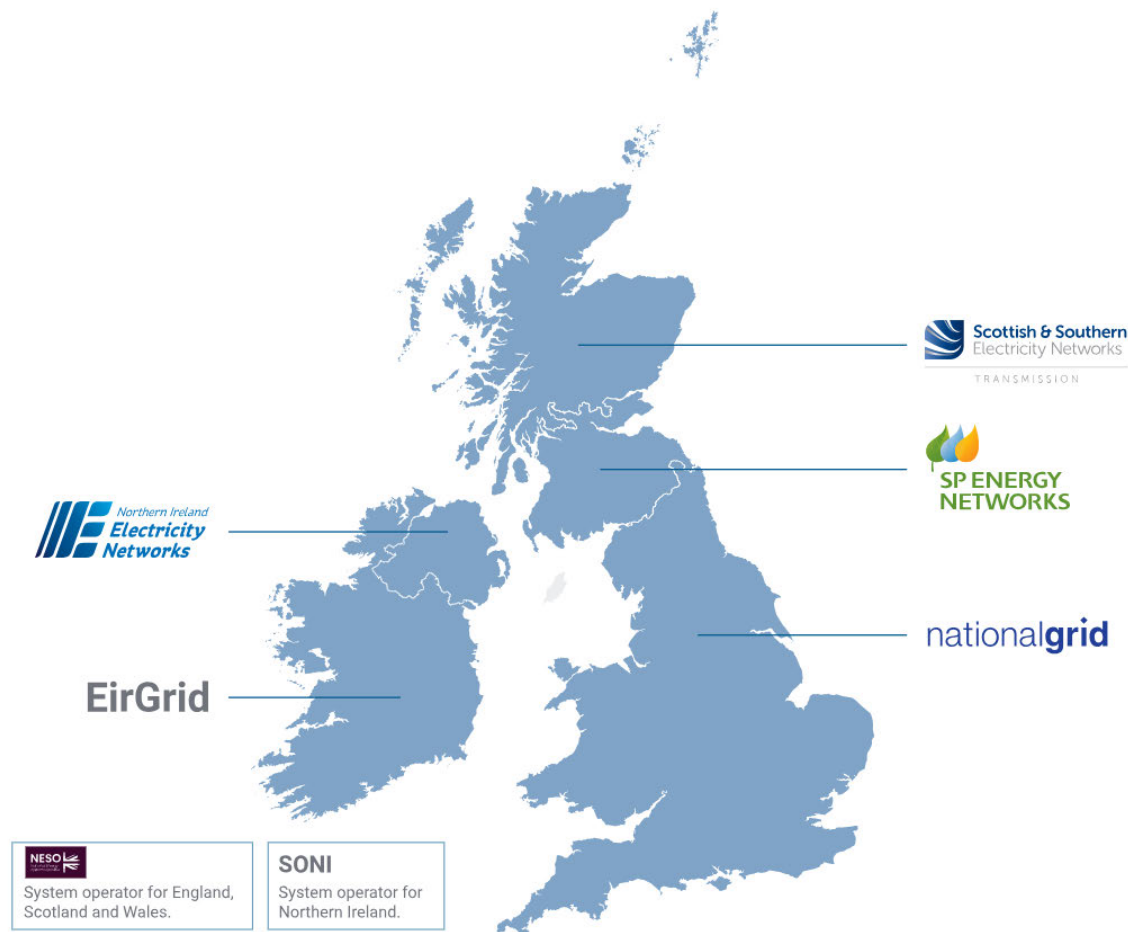 Scottish & Southern
Electricity Networks
TRANSMISSION
SP ENERGY
NETWORKS
Northern Ireland
Electricity
Networks
nationalgrid
EirGrid
NESO
System operator for England,
Scotland and Wales.
SONI
System operator for
Northern Ireland.